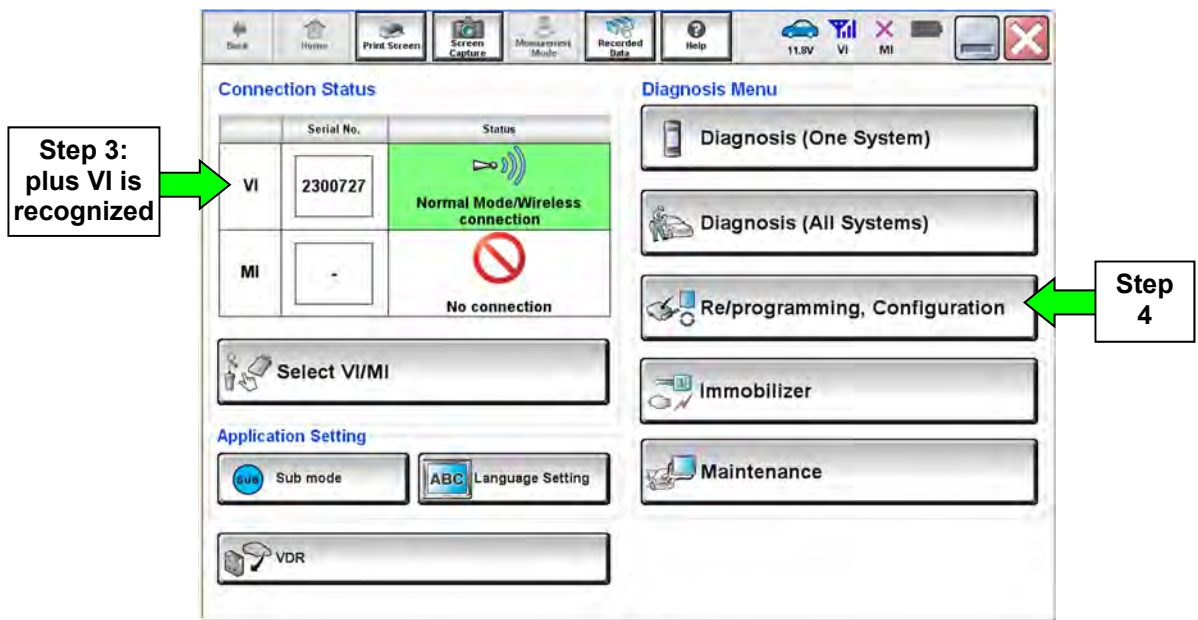 Back
Home
Print Screen
Screen
Capture
Measurement
Mode
Recorded
Data
Help
11.8V
VI
MI
Connection Status
Serial No.
Status
VI
2300727
Normal Mode/Wireless
connection
MI
-
No connection
Step 3:
plus VI is
recognized
Select VI/MI
Application Setting
SUB
Sub mode
ABC
Language Setting
VDR
Diagnosis Menu
Diagnosis (One System)
Diagnosis (All Systems)
Re/programming, Configuration
Step
4
Immobilizer
Maintenance